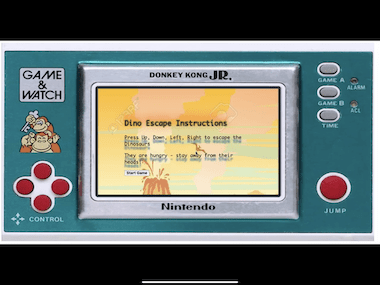 GAME
&
WATCH
DONKEY KONG JR.
GAME A
ALARM
GAME B
ACL
TIME
Dino Escape Instructions
Press Up, Down, Left, Right to escape the
Dinosaurs
They are hungry - stay away from their
heads!
Start Game
CONTROL
Nintendo
JUMP